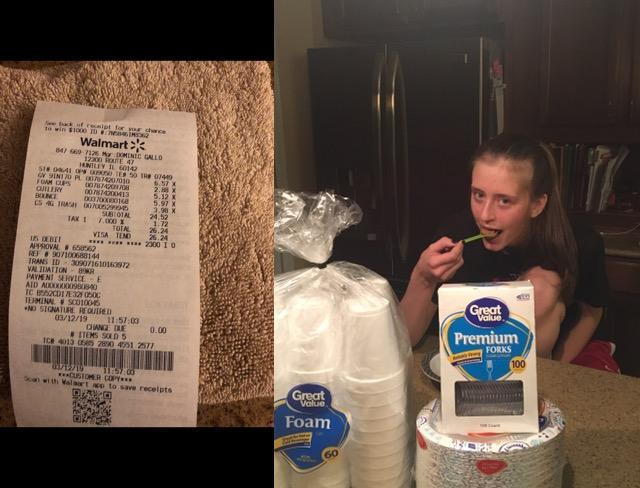 See back of receipt for your chance
to win $1000 ID #:7N58461M8362
Walmart
847-669-7126 Mgr:DOMINIC GALLO
12300 ROUTE 47
HUNTLEY IL 60142
ST# 04641 OP# 009050 TE# 50 TR# 07449
GV 9IN170 PL 007874207010 6.57 X
FOAM CUPS 007874209708 2.88 X
CUTLERY 007874200413 5.12 X
BOUNCE 003700080168 5.97 X
CS 4G TRASH 007005299945 3.98 X
SUBTOTAL 24.52
TAX 1 7.000 % 1.72
TOTAL 26.24
VISA TEND 26.24
US DEBIT **** **** **** 2300 I 0
APPROVAL # 658562
REF # 907100688144
TRANS ID - 309071610163972
VALIDATION - B9KR
PAYMENT SERVICE - E
AID A0000000980840
TC B552CD17E32F050C
TERMINAL # SC010045
*NO SIGNATURE REQUIRED
03/12/19 11:57:03
CHANGE DUE 0.00
# ITEMS SOLD 5
TC# 4013 0585 2890 4551 2577
03/12/19 11:57:03
***CUSTOMER COPY***
Scan with Walmart app to save receipts
Great Value
Foam
60
Great Value
Premium
FORKS
100